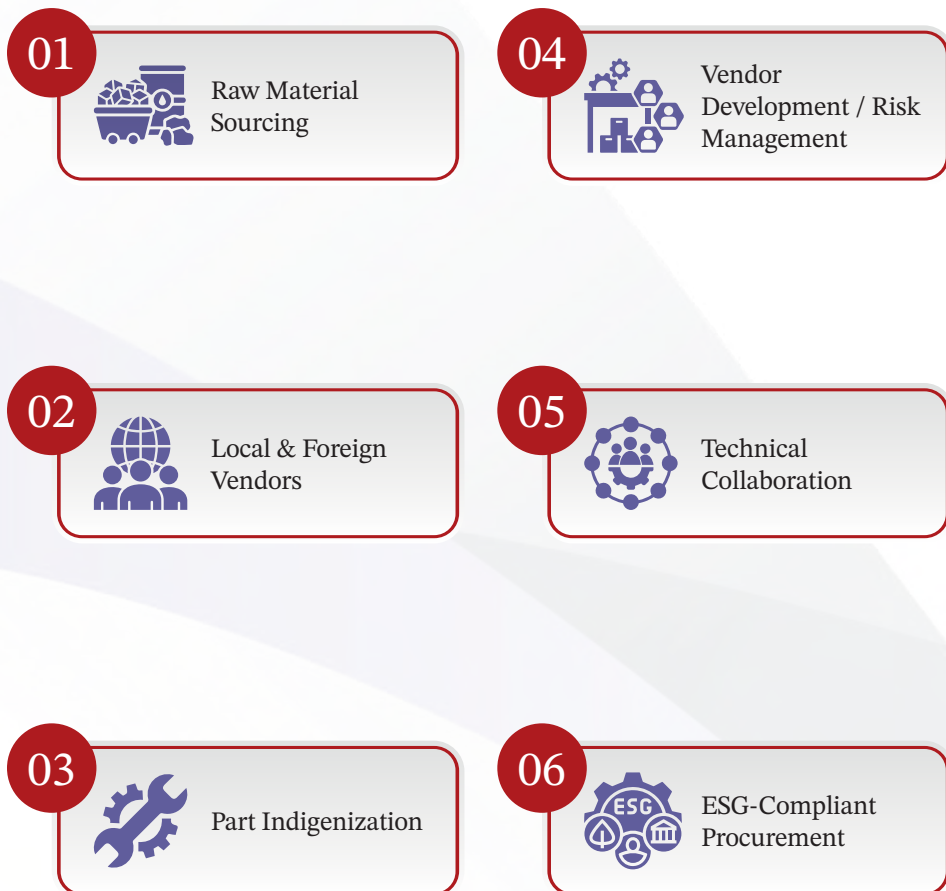 01
Raw Material
Sourcing
02
Local & Foreign
Vendors
03
Part Indigenization
04
Vendor
Development / Risk
Management
05
Technical
Collaboration
06
ESG
ESG-Compliant
Procurement